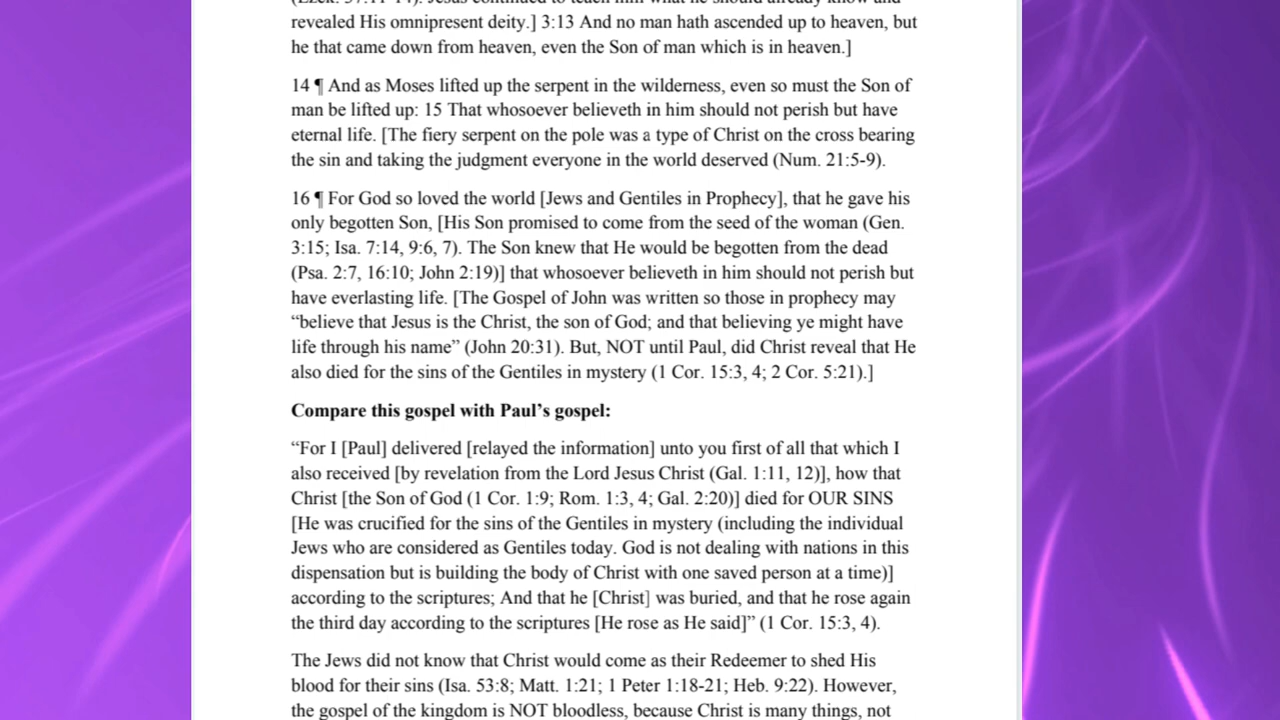 (Ezek. 37:11-14). Jesus continued to teach him what he should already know and
revealed His omnipresent deity.] 3:13 And no man hath ascended up to heaven, but
he that came down from heaven, even the Son of man which is in heaven.]
14 ¶ And as Moses lifted up the serpent in the wilderness, even so must the Son of
man be lifted up: 15 That whosoever believeth in him should not perish but have
eternal life. [The fiery serpent on the pole was a type of Christ on the cross bearing
the sin and taking the judgment everyone in the world deserved (Num. 21:5-9).
16 ¶ For God so loved the world [Jews and Gentiles in Prophecy], that he gave his
only begotten Son, [His Son promised to come from the seed of the woman (Gen.
3:15; Isa. 7:14, 9:6, 7). The Son knew that He would be begotten from the dead
(Psa. 2:7, 16:10; John 2:19)] that whosoever believeth in him should not perish but
have everlasting life. [The Gospel of John was written so those in prophecy may
“believe that Jesus is the Christ, the son of God; and that believing ye might have
life through his name” (John 20:31). But, NOT until Paul, did Christ reveal that He
also died for the sins of the Gentiles in mystery (1 Cor. 15:3, 4; 2 Cor. 5:21).]
Compare this gospel with Paul’s gospel:
“For I [Paul] delivered [relayed the information] unto you first of all that which I
also received [by revelation from the Lord Jesus Christ (Gal. 1:11, 12)], how that
Christ [the Son of God (1 Cor. 1:9; Rom. 1:3, 4; Gal. 2:20)] died for OUR SINS
[He was crucified for the sins of the Gentiles in mystery (including the individual
Jews who are considered as Gentiles today. God is not dealing with nations in this
dispensation but is building the body of Christ with one saved person at a time)]
according to the scriptures; And that he [Christ] was buried, and that he rose again
the third day according to the scriptures [He rose as He said]” (1 Cor. 15:3, 4).
The Jews did not know that Christ would come as their Redeemer to shed His
blood for their sins (Isa. 53:8; Matt. 1:21; 1 Peter 1:18-21; Heb. 9:22). However,
the gospel of the kingdom is NOT bloodless, because Christ is many things, not